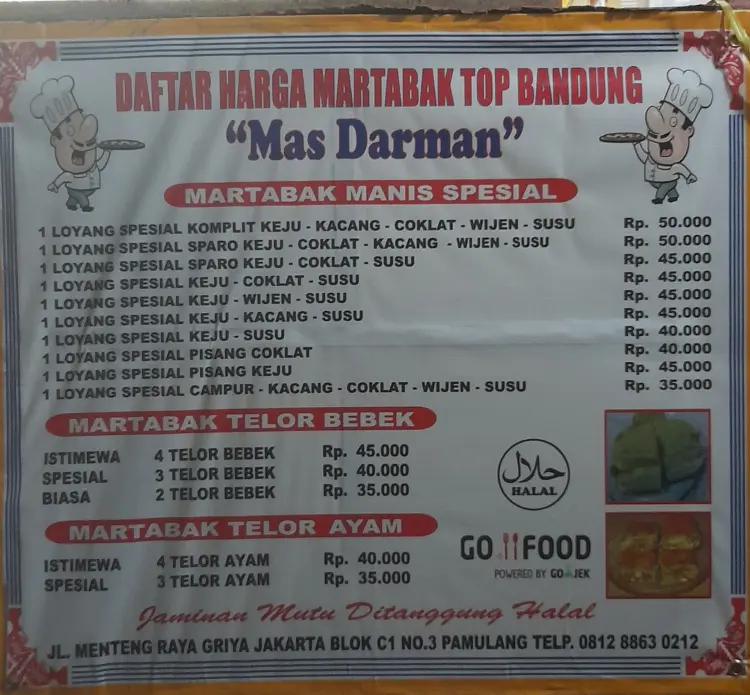 DAFTAR HARGA MARTABAK TOP BANDUNG
“Mas Darman”
MARTABAK MANIS SPESIAL
1 LOYANG SPESIAL KOMPLIT KEJU - KACANG - COKLAT - WIJEN - SUSU Rp. 50.000
1 LOYANG SPESIAL SPARO KEJU - COKLAT - KACANG - WIJEN - SUSU Rp. 50.000
1 LOYANG SPESIAL SPARO KEJU - COKLAT - SUSU Rp. 45.000
1 LOYANG SPESIAL KEJU - COKLAT - SUSU Rp. 45.000
1 LOYANG SPESIAL KEJU - WIJEN - SUSU Rp. 45.000
1 LOYANG SPESIAL KEJU - KACANG - SUSU Rp. 45.000
1 LOYANG SPESIAL KEJU - SUSU Rp. 40.000
1 LOYANG SPESIAL PISANG COKLAT Rp. 40.000
1 LOYANG SPESIAL PISANG KEJU Rp. 45.000
1 LOYANG SPESIAL CAMPUR - KACANG - COKLAT - WIJEN - SUSU Rp. 35.000
MARTABAK TELOR BEBEK
ISTIMEWA 4 TELOR BEBEK Rp. 45.000
SPESIAL 3 TELOR BEBEK Rp. 40.000
BIASA 2 TELOR BEBEK Rp. 35.000
حلال
HALAL
MARTABAK TELOR AYAM
ISTIMEWA 4 TELOR AYAM Rp. 40.000
SPESIAL 3 TELOR AYAM Rp. 35.000
GO FOOD
POWERED BY GO JEK
Jaminan Mutu Ditanggung Halal
JL. MENTENG RAYA GRIYA JAKARTA BLOK C1 NO.3 PAMULANG TELP. 0812 8863 0212